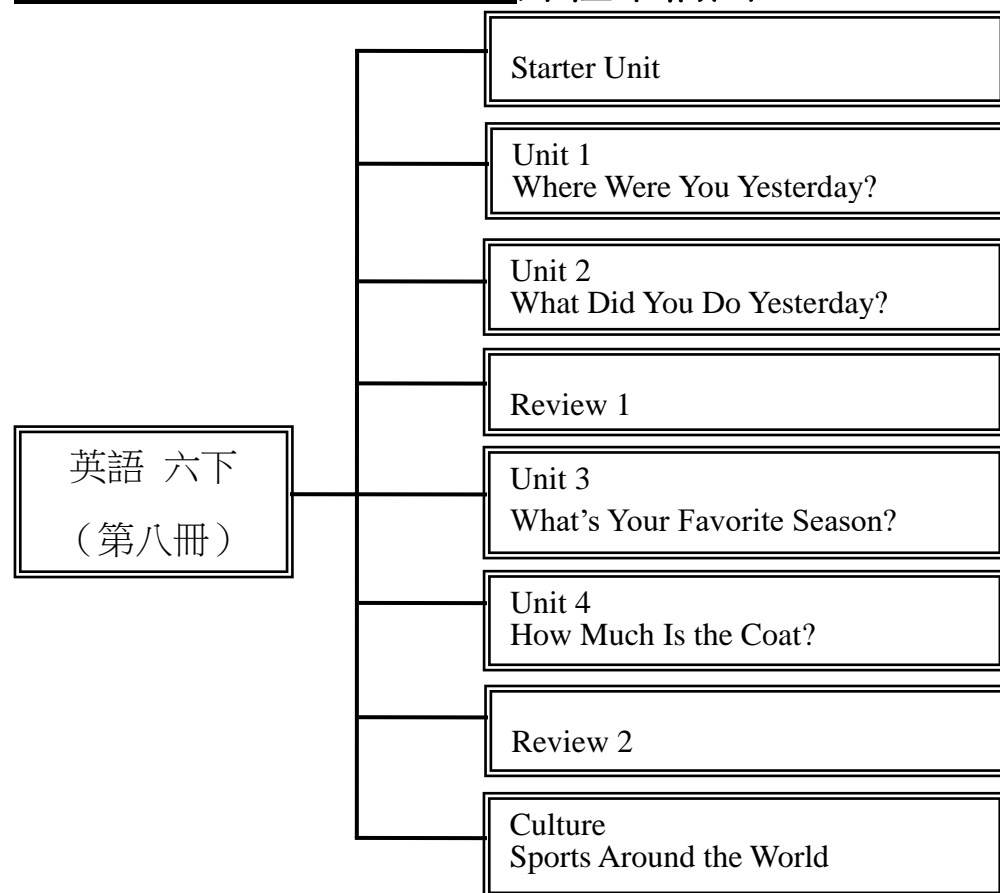 英語 六下
（第八冊）
Starter Unit
Unit 1
Where Were You Yesterday?
Unit 2
What Did You Do Yesterday?
Review 1
Unit 3
What’s Your Favorite Season?
Unit 4
How Much Is the Coat?
Review 2
Culture
Sports Around the World